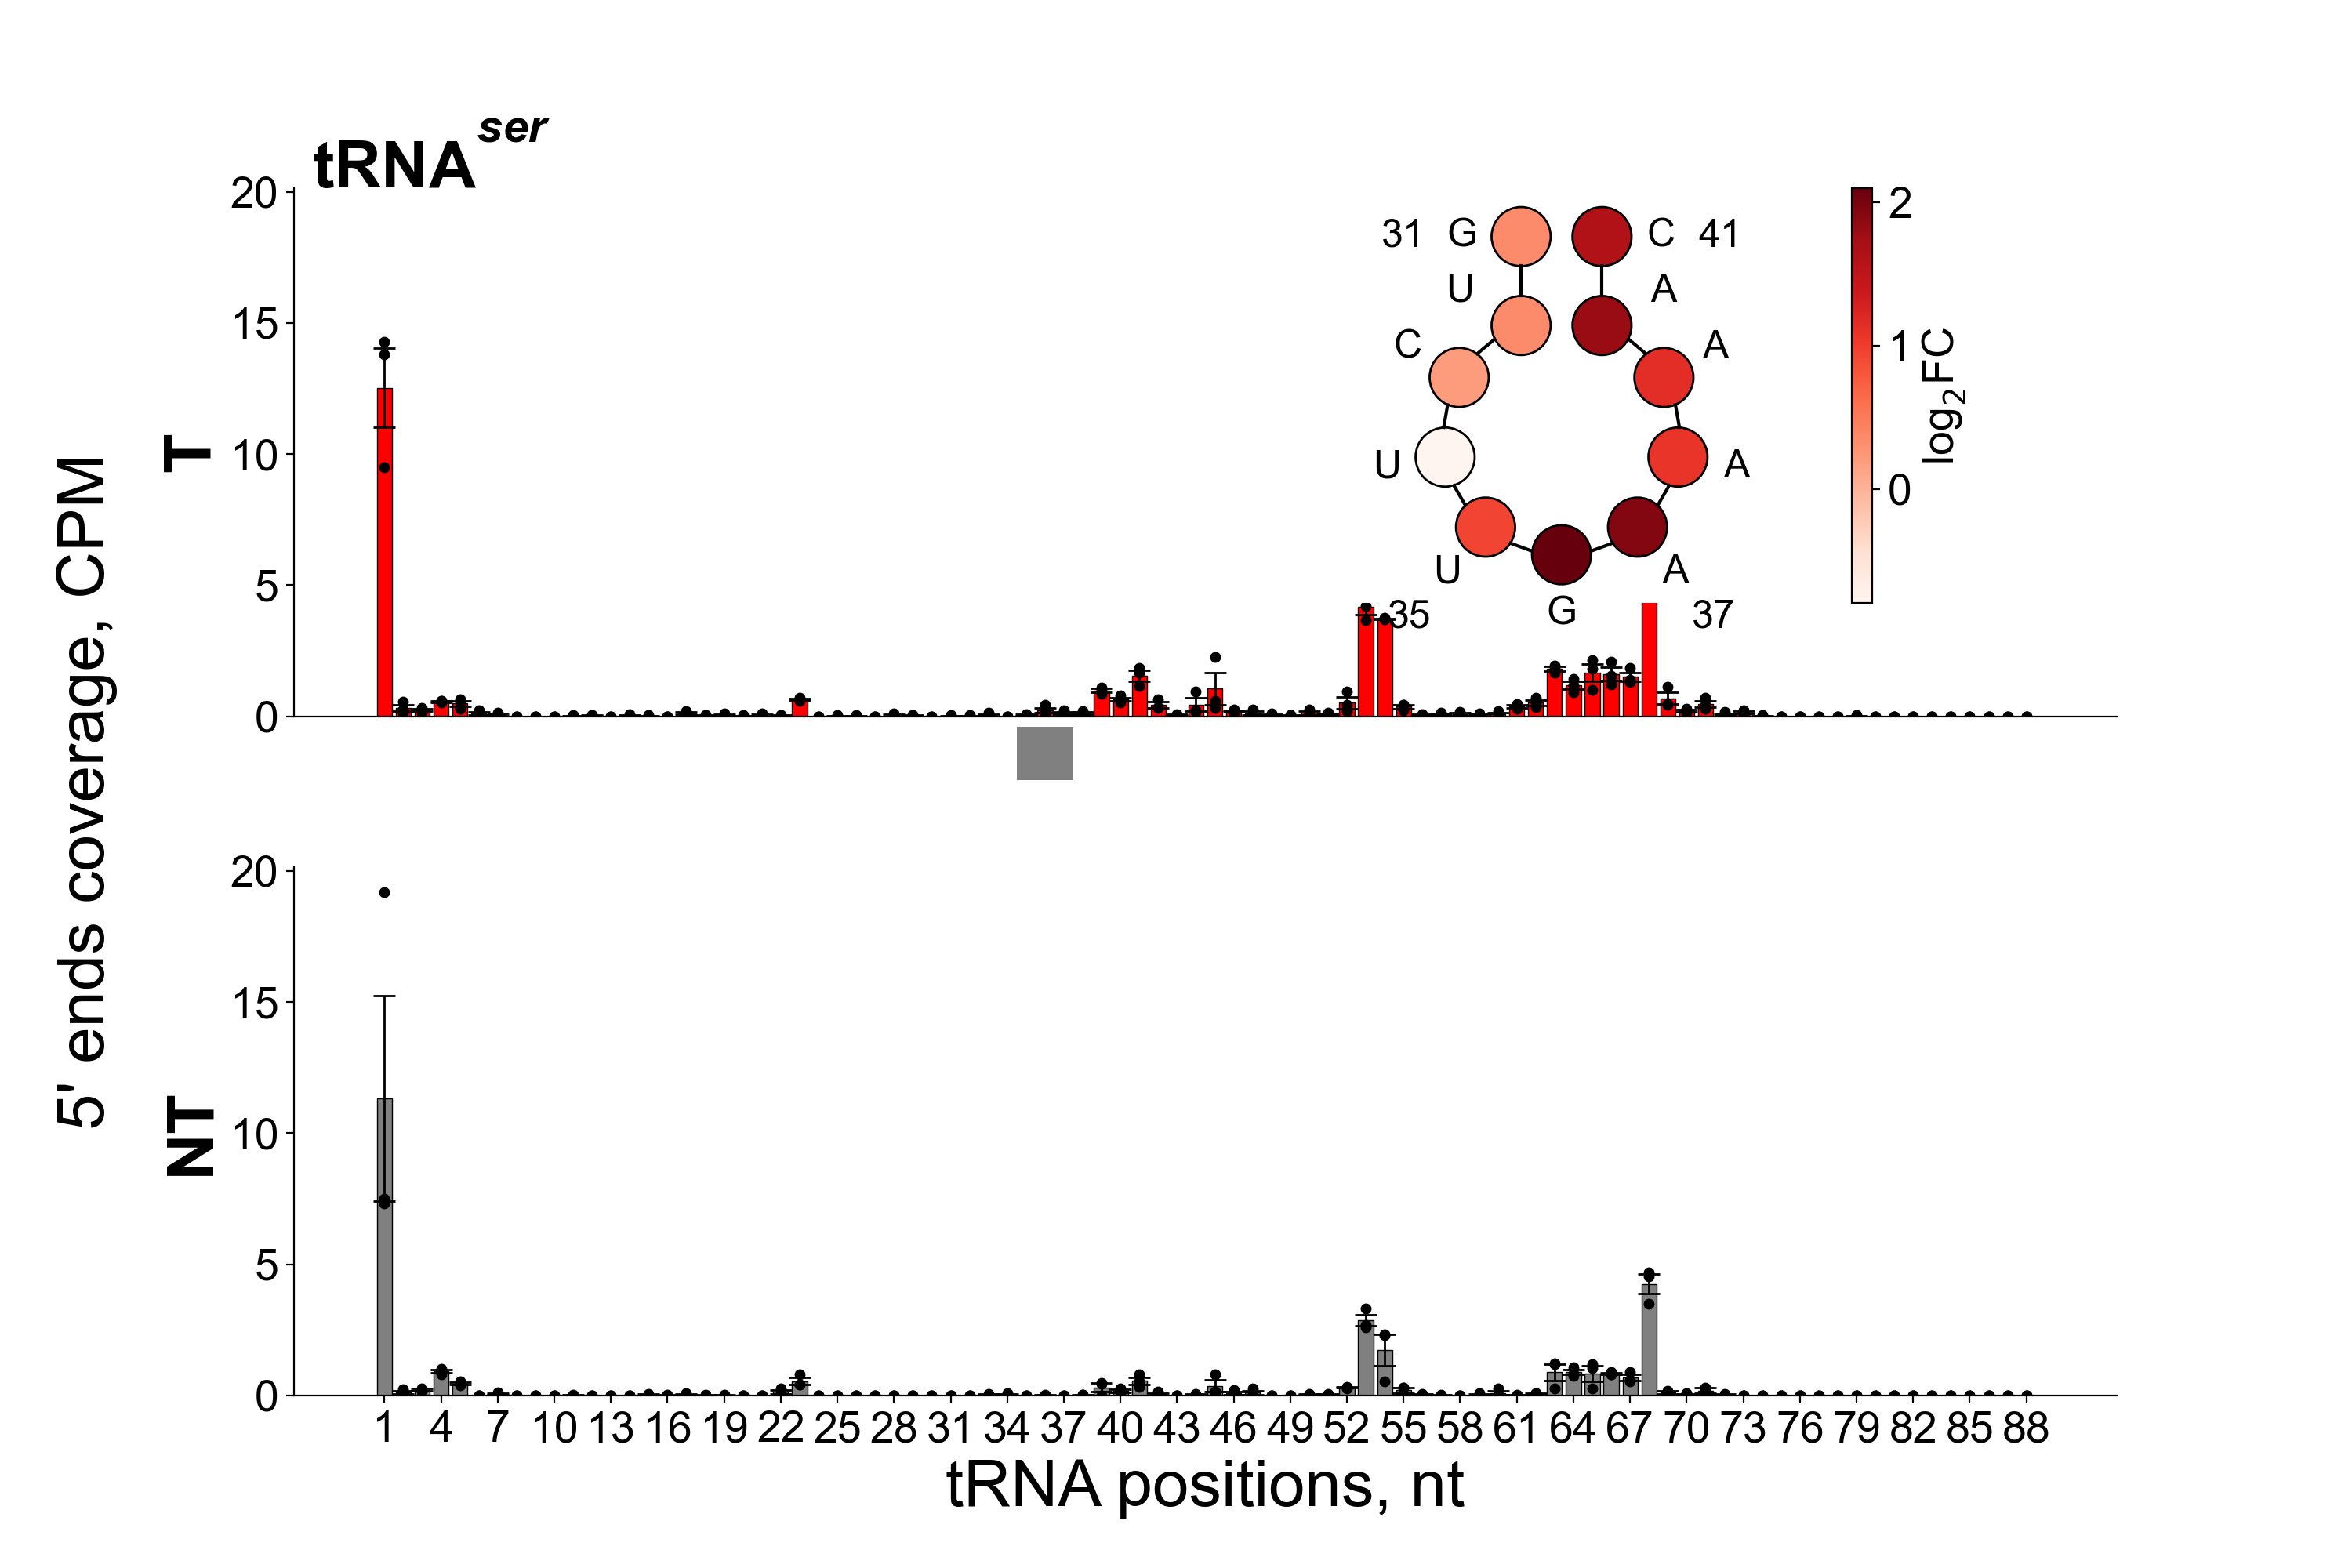 tRNA^ser
5' ends coverage, CPM
T
20
15
10
5
0
31 G C 41
U A
C A
U A
U A
35 G 37
2
1
0
log₂FC
NT
20
15
10
5
0
1 4 7 10 13 16 19 22 25 28 31 34 37 40 43 46 49 52 55 58 61 64 67 70 73 76 79 82 85 88
tRNA positions, nt